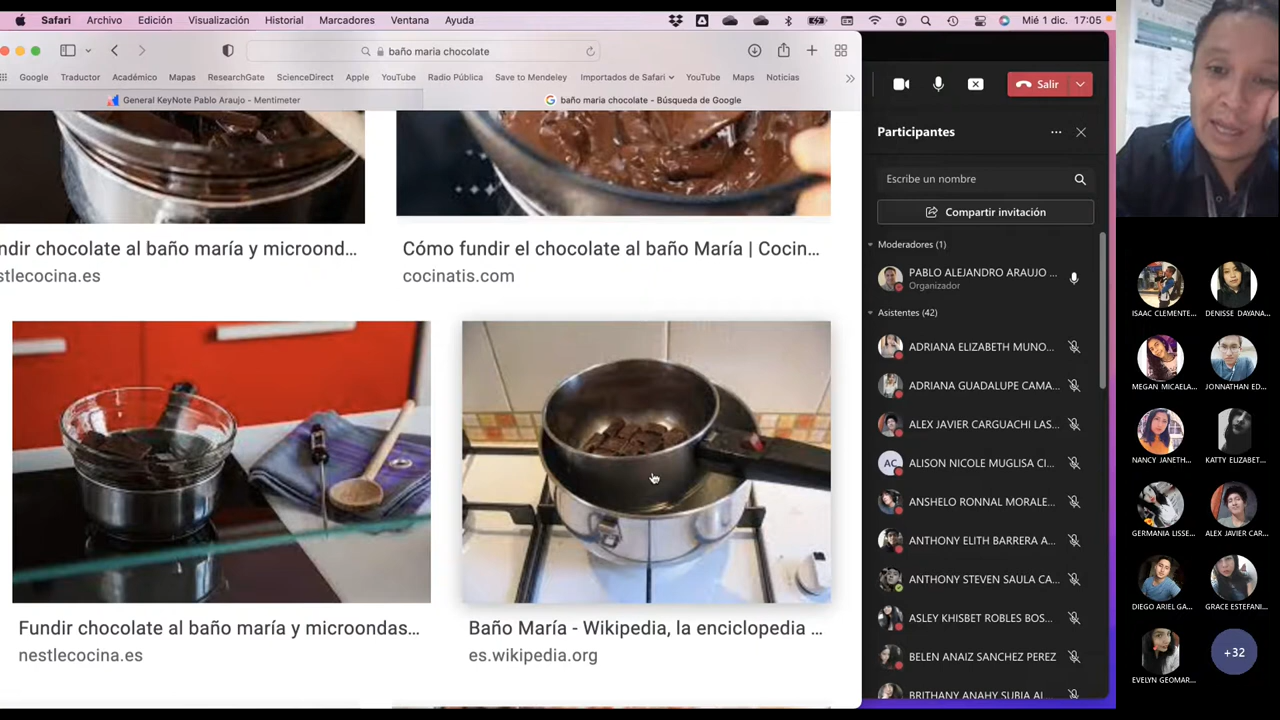 Safari Archivo Edición Visualización Historial Marcadores Ventana Ayuda Mié 1 dic. 17:05
baño maria chocolate
Google Traductor Académico Mapas ResearchGate ScienceDirect Apple YouTube Radio Pública Save to Mendeley Importados de Safari YouTube Maps Noticias
General KeyNote Pablo Araujo - Mentimeter
baño maria chocolate - Búsqueda de Google
ndir chocolate al baño maría y microond...
stlecocina.es
Cómo fundir el chocolate al baño María | Cocin...
cocinatis.com
Fundir chocolate al baño maría y microondas...
nestlecocina.es
Baño María - Wikipedia, la enciclopedia ...
es.wikipedia.org
Salir
Participantes
Escribe un nombre
Compartir invitación
Moderadores (1)
PABLO ALEJANDRO ARAUJO ...
Organizador
Asistentes (42)
ADRIANA ELIZABETH MUNO...
ADRIANA GUADALUPE CAMA...
ALEX JAVIER CARGUACHI LAS...
AC
ALISON NICOLE MUGLISA CI...
ANSHELO RONNAL MORALE...
ANTHONY ELITH BARRERA A...
ANTHONY STEVEN SAULA CA...
ASLEY KHISBET ROBLES BOS...
BELEN ANAIZ SANCHEZ PEREZ
BRITHANY ANAHY SUBIA AL
ISAAC CLEMENTE...
DENISSE DAYANA...
MEGAN MICAELA...
JONNATHAN ED...
NANCY JANETH...
KATTY ELIZABET...
GERMANIA LISSE...
ALEX JAVIER CAR...
DIEGO ARIEL GA...
GRACE ESTEFANI...
EVELYN GEOMAR...
+32